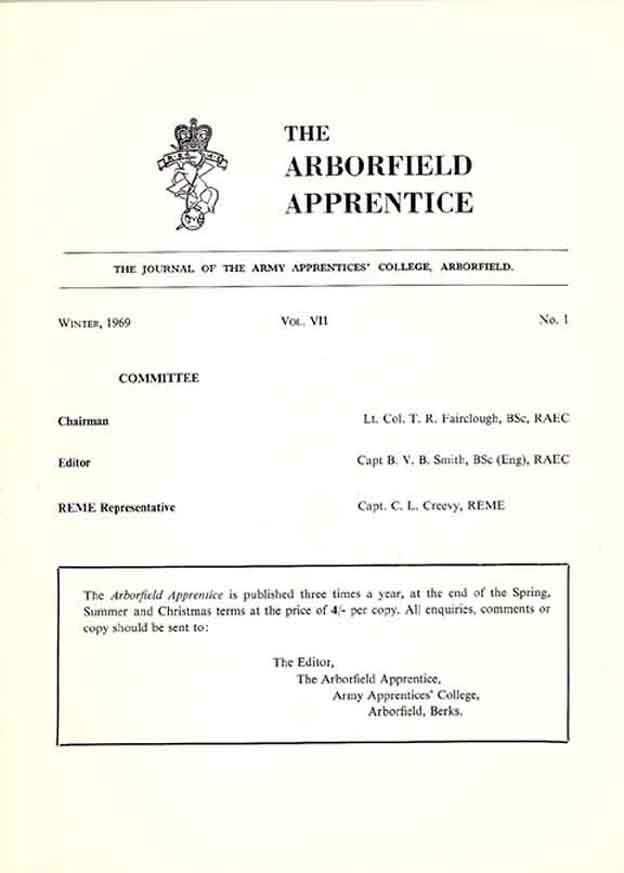 THE
ARBORFIELD
APPRENTICE
THE JOURNAL OF THE ARMY APPRENTICES' COLLEGE, ARBORFIELD.
WINTER, 1969 VOL. VII No. 1
COMMITTEE
Chairman Lt. Col. T. R. Fairclough, BSc, RAEC
Editor Capt B. V. B. Smith, BSc (Eng), RAEC
REME Representative Capt. C. L. Creevy, REME
The Arborfield Apprentice is published three times a year, at the end of the Spring,
Summer and Christmas terms at the price of 4/- per copy. All enquiries, comments or
copy should be sent to:
The Editor,
The Arborfield Apprentice,
Army Apprentices' College,
Arborfield, Berks.